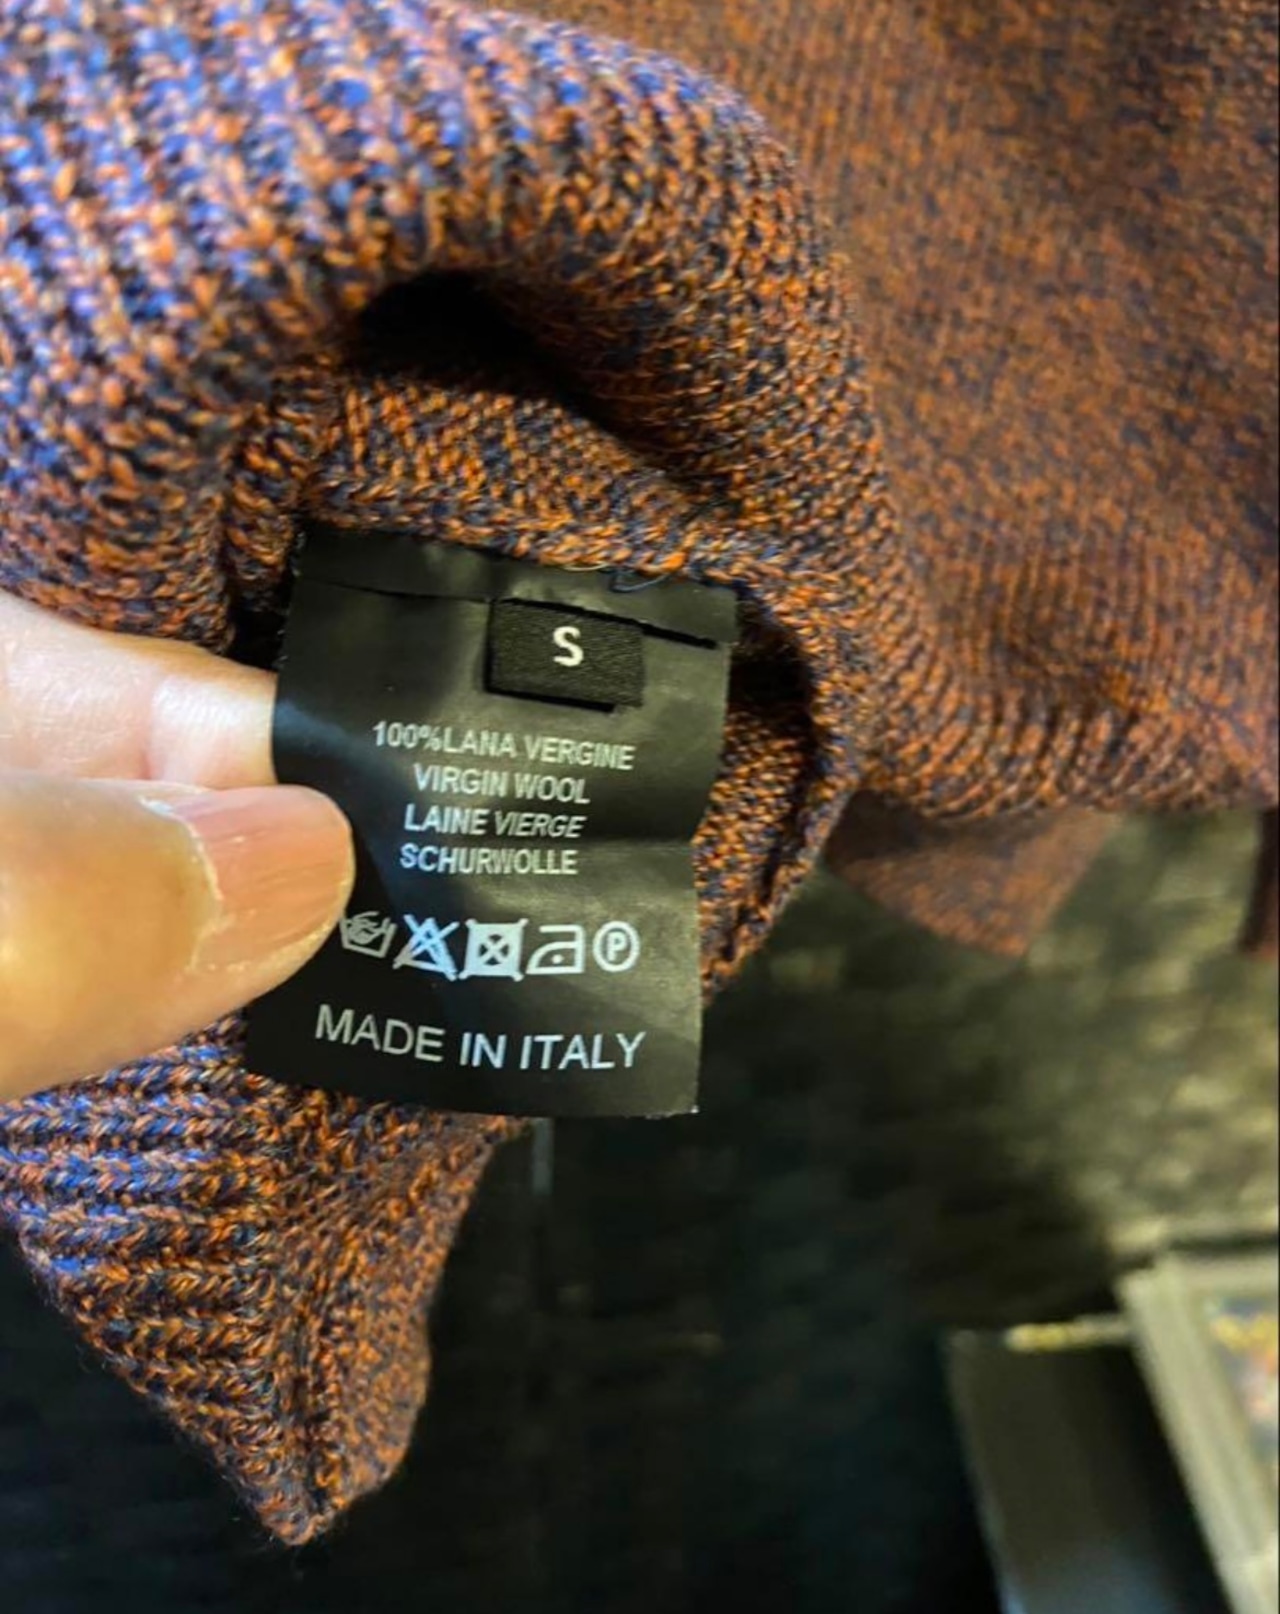 S
100%LANA VERGINE
VIRGIN WOOL
LAINE VIERGE
SCHURWOLLE
P
MADE IN ITALY